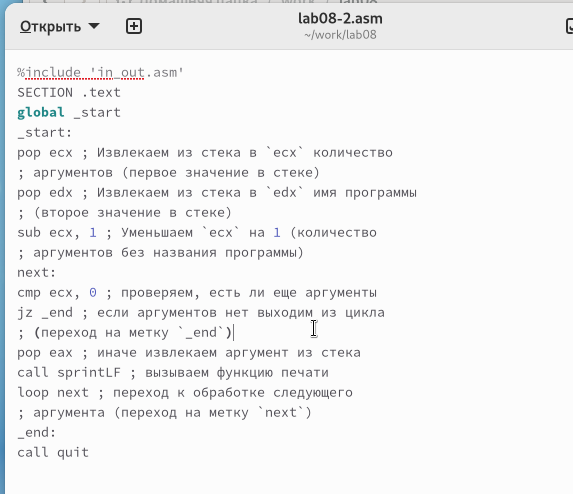 Открыть
lab08-2.asm
~/work/lab08
%include 'in_out.asm'
SECTION .text
global _start
_start:
pop ecx ; Извлекаем из стека в `ecx` количество
; аргументов (первое значение в стеке)
pop edx ; Извлекаем из стека в `edx` имя программы
; (второе значение в стеке)
sub ecx, 1 ; Уменьшаем `ecx` на 1 (количество
; аргументов без названия программы)
next:
cmp ecx, 0 ; проверяем, есть ли еще аргументы
jz _end ; если аргументов нет выходим из цикла
; (переход на метку `_end`)
pop eax ; иначе извлекаем аргумент из стека
call sprintLF ; вызываем функцию печати
loop next ; переход к обработке следующего
; аргумента (переход на метку `next`)
_end:
call quit